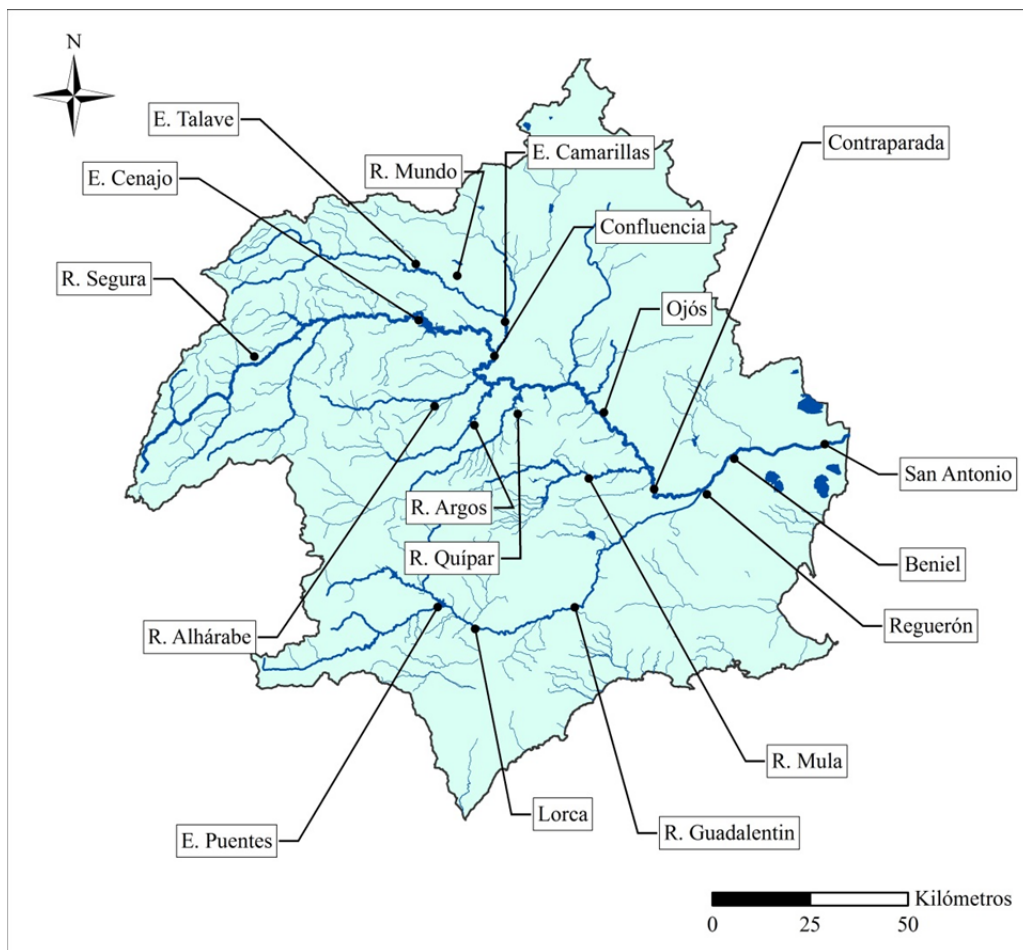 N
E. Talave
E. Camarillas
Contraparada
R. Mundo
E. Cenajo
Confluencia
R. Segura
Ojós
San Antonio
R. Argos
R. Quípar
Beniel
R. Alhárabe
Reguerón
R. Mula
Lorca
R. Guadalentin
E. Puentes
Kilómetros
0 25 50